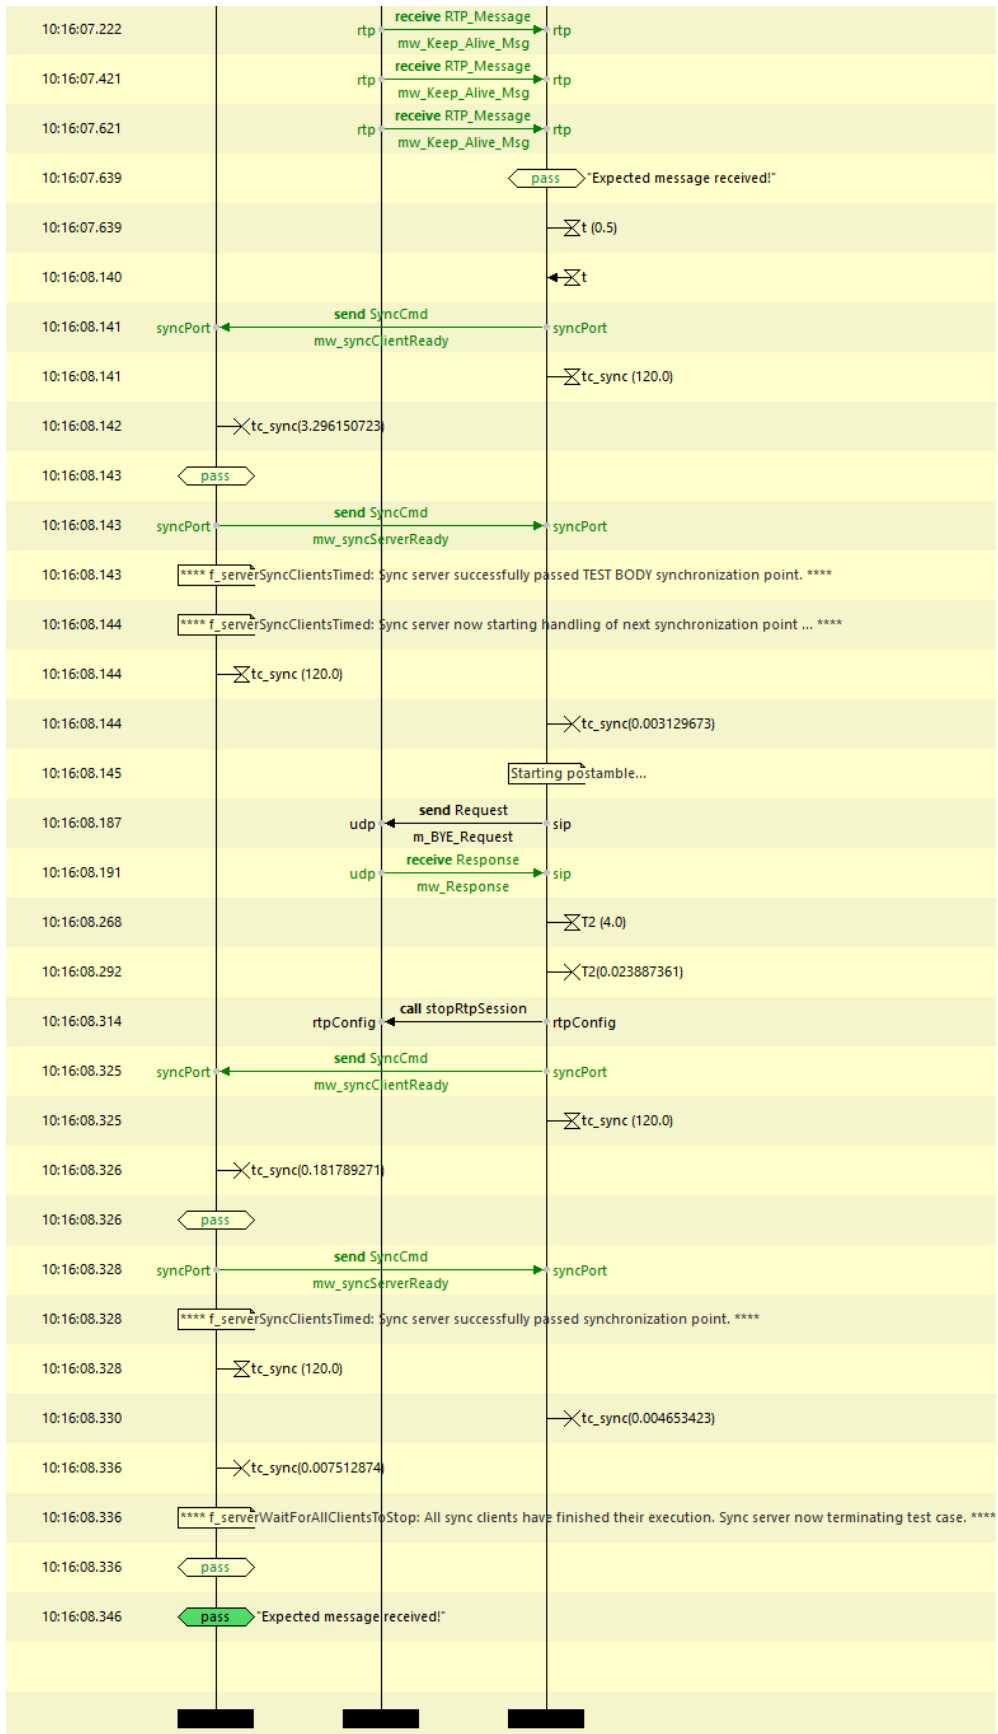 10:16:07.222
receive RTP_Message
rtp rtp
mw_Keep_Alive_Msg
10:16:07.421
receive RTP_Message
rtp rtp
mw_Keep_Alive_Msg
10:16:07.621
receive RTP_Message
rtp rtp
mw_Keep_Alive_Msg
10:16:07.639 pass "Expected message received!"
10:16:07.639 t (0.5)
10:16:08.140 t
send SyncCmd
10:16:08.141 syncPort syncPort
mw_syncClientReady
10:16:08.141 tc_sync (120.0)
10:16:08.142 tc_sync(3.296150723)
10:16:08.143 pass
send SyncCmd
10:16:08.143 syncPort syncPort
mw_syncServerReady
10:16:08.143 **** f_serverSyncClientsTimed: Sync server successfully passed TEST BODY synchronization point. ****
10:16:08.144 **** f_serverSyncClientsTimed: Sync server now starting handling of next synchronization point ... ****
10:16:08.144 tc_sync (120.0)
10:16:08.144 tc_sync(0.003129673)
10:16:08.145 Starting postamble...
send Request
10:16:08.187 udp sip
m_BYE_Request
receive Response
10:16:08.191 udp sip
mw_Response
10:16:08.268 T2 (4.0)
10:16:08.292 T2(0.023887361)
call stopRtpSession
10:16:08.314 rtpConfig rtpConfig
send SyncCmd
10:16:08.325 syncPort syncPort
mw_syncClientReady
10:16:08.325 tc_sync (120.0)
10:16:08.326 tc_sync(0.181789271)
10:16:08.326 pass
send SyncCmd
10:16:08.328 syncPort syncPort
mw_syncServerReady
10:16:08.328 **** f_serverSyncClientsTimed: Sync server successfully passed synchronization point. ****
10:16:08.328 tc_sync (120.0)
10:16:08.330 tc_sync(0.004653423)
10:16:08.336 tc_sync(0.007512874)
10:16:08.336 **** f_serverWaitForAllClientsToStop: All sync clients have finished their execution. Sync server now terminating test case. ****
10:16:08.336 pass
10:16:08.346 pass "Expected message received!"